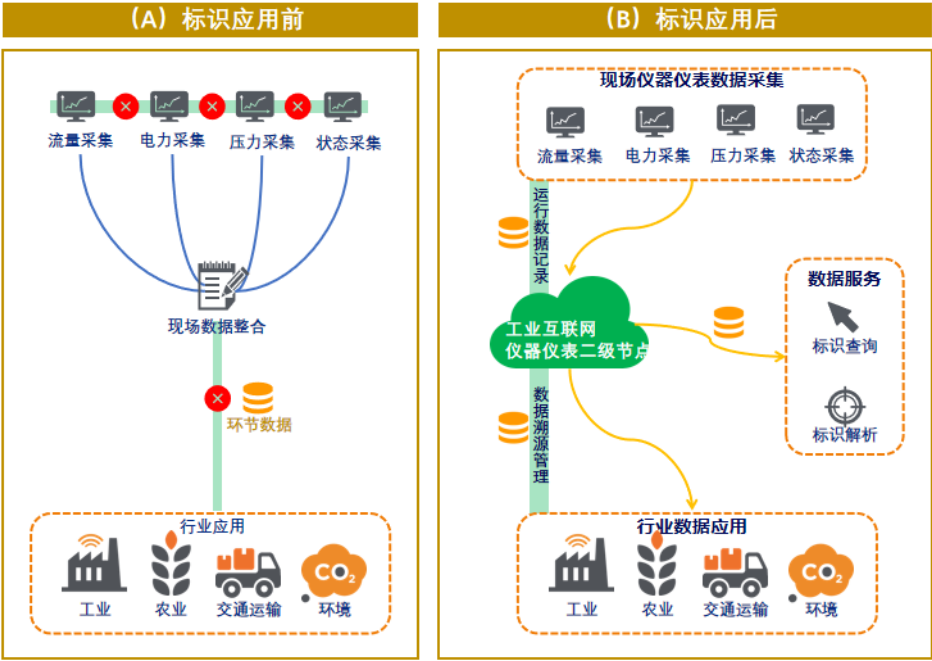 （A）标识应用前
流量采集
电力采集
压力采集
状态采集
现场数据整合
环节数据
行业应用
工业
农业
交通运输
CO2
环境
（B）标识应用后
现场仪器仪表数据采集
流量采集
电力采集
压力采集
状态采集
运行数据记录
工业互联网
仪器仪表二级节点
数据服务
标识查询
标识解析
数据溯源管理
行业数据应用
工业
农业
交通运输
CO2
环境